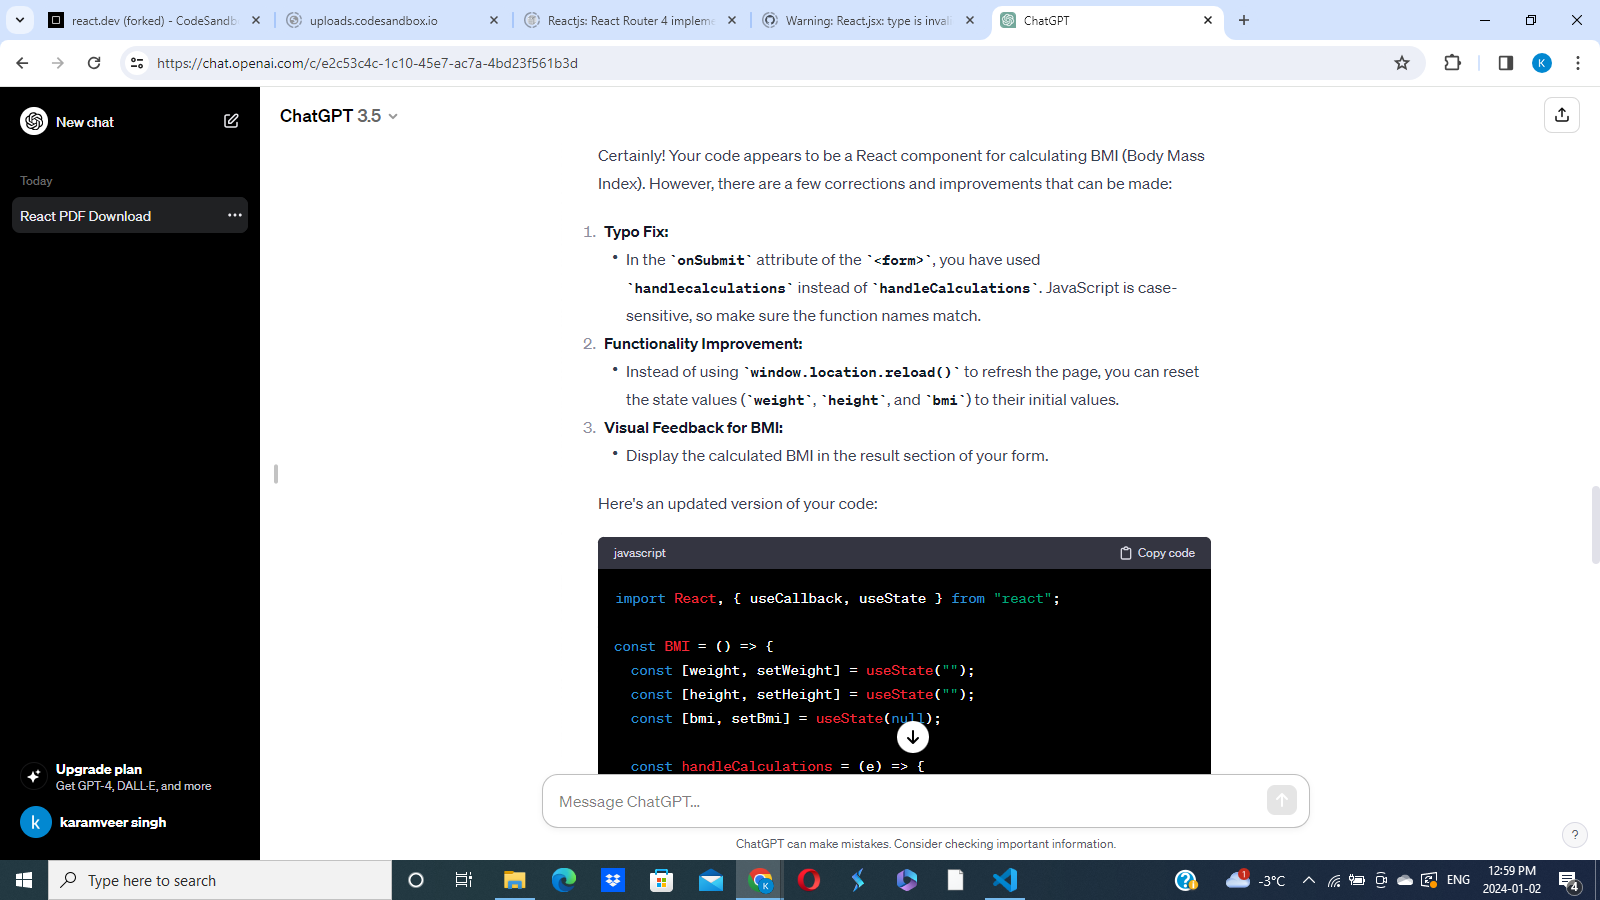 react.dev (forked) - CodeSandb
uploads.codesandbox.io
Reactjs: React Router 4 impleme
Warning: React.jsx: type is invali
ChatGPT
https://chat.openai.com/c/e2c53c4c-1c10-45e7-ac7a-4bd23f561b3d
K
New chat
ChatGPT 3.5
Today
React PDF Download
Certainly! Your code appears to be a React component for calculating BMI (Body Mass
Index). However, there are a few corrections and improvements that can be made:
1. Typo Fix:
• In the `onSubmit` attribute of the `<form>`, you have used
`handlecalculations` instead of `handleCalculations`. JavaScript is case-
sensitive, so make sure the function names match.
2. Functionality Improvement:
• Instead of using `window.location.reload()` to refresh the page, you can reset
the state values (`weight`, `height`, and `bmi`) to their initial values.
3. Visual Feedback for BMI:
• Display the calculated BMI in the result section of your form.
Here's an updated version of your code:
javascript
Copy code
import React, { useCallback, useState } from "react";
const BMI = () => {
const [weight, setWeight] = useState("");
const [height, setHeight] = useState("");
const [bmi, setBmi] = useState(null);
const handleCalculations = (e) => {
Upgrade plan
Get GPT-4, DALL·E, and more
k
karamveer singh
Message ChatGPT...
ChatGPT can make mistakes. Consider checking important information.
?
Type here to search
K
1
-3°C
ENG
12:59 PM
2024-01-02
4